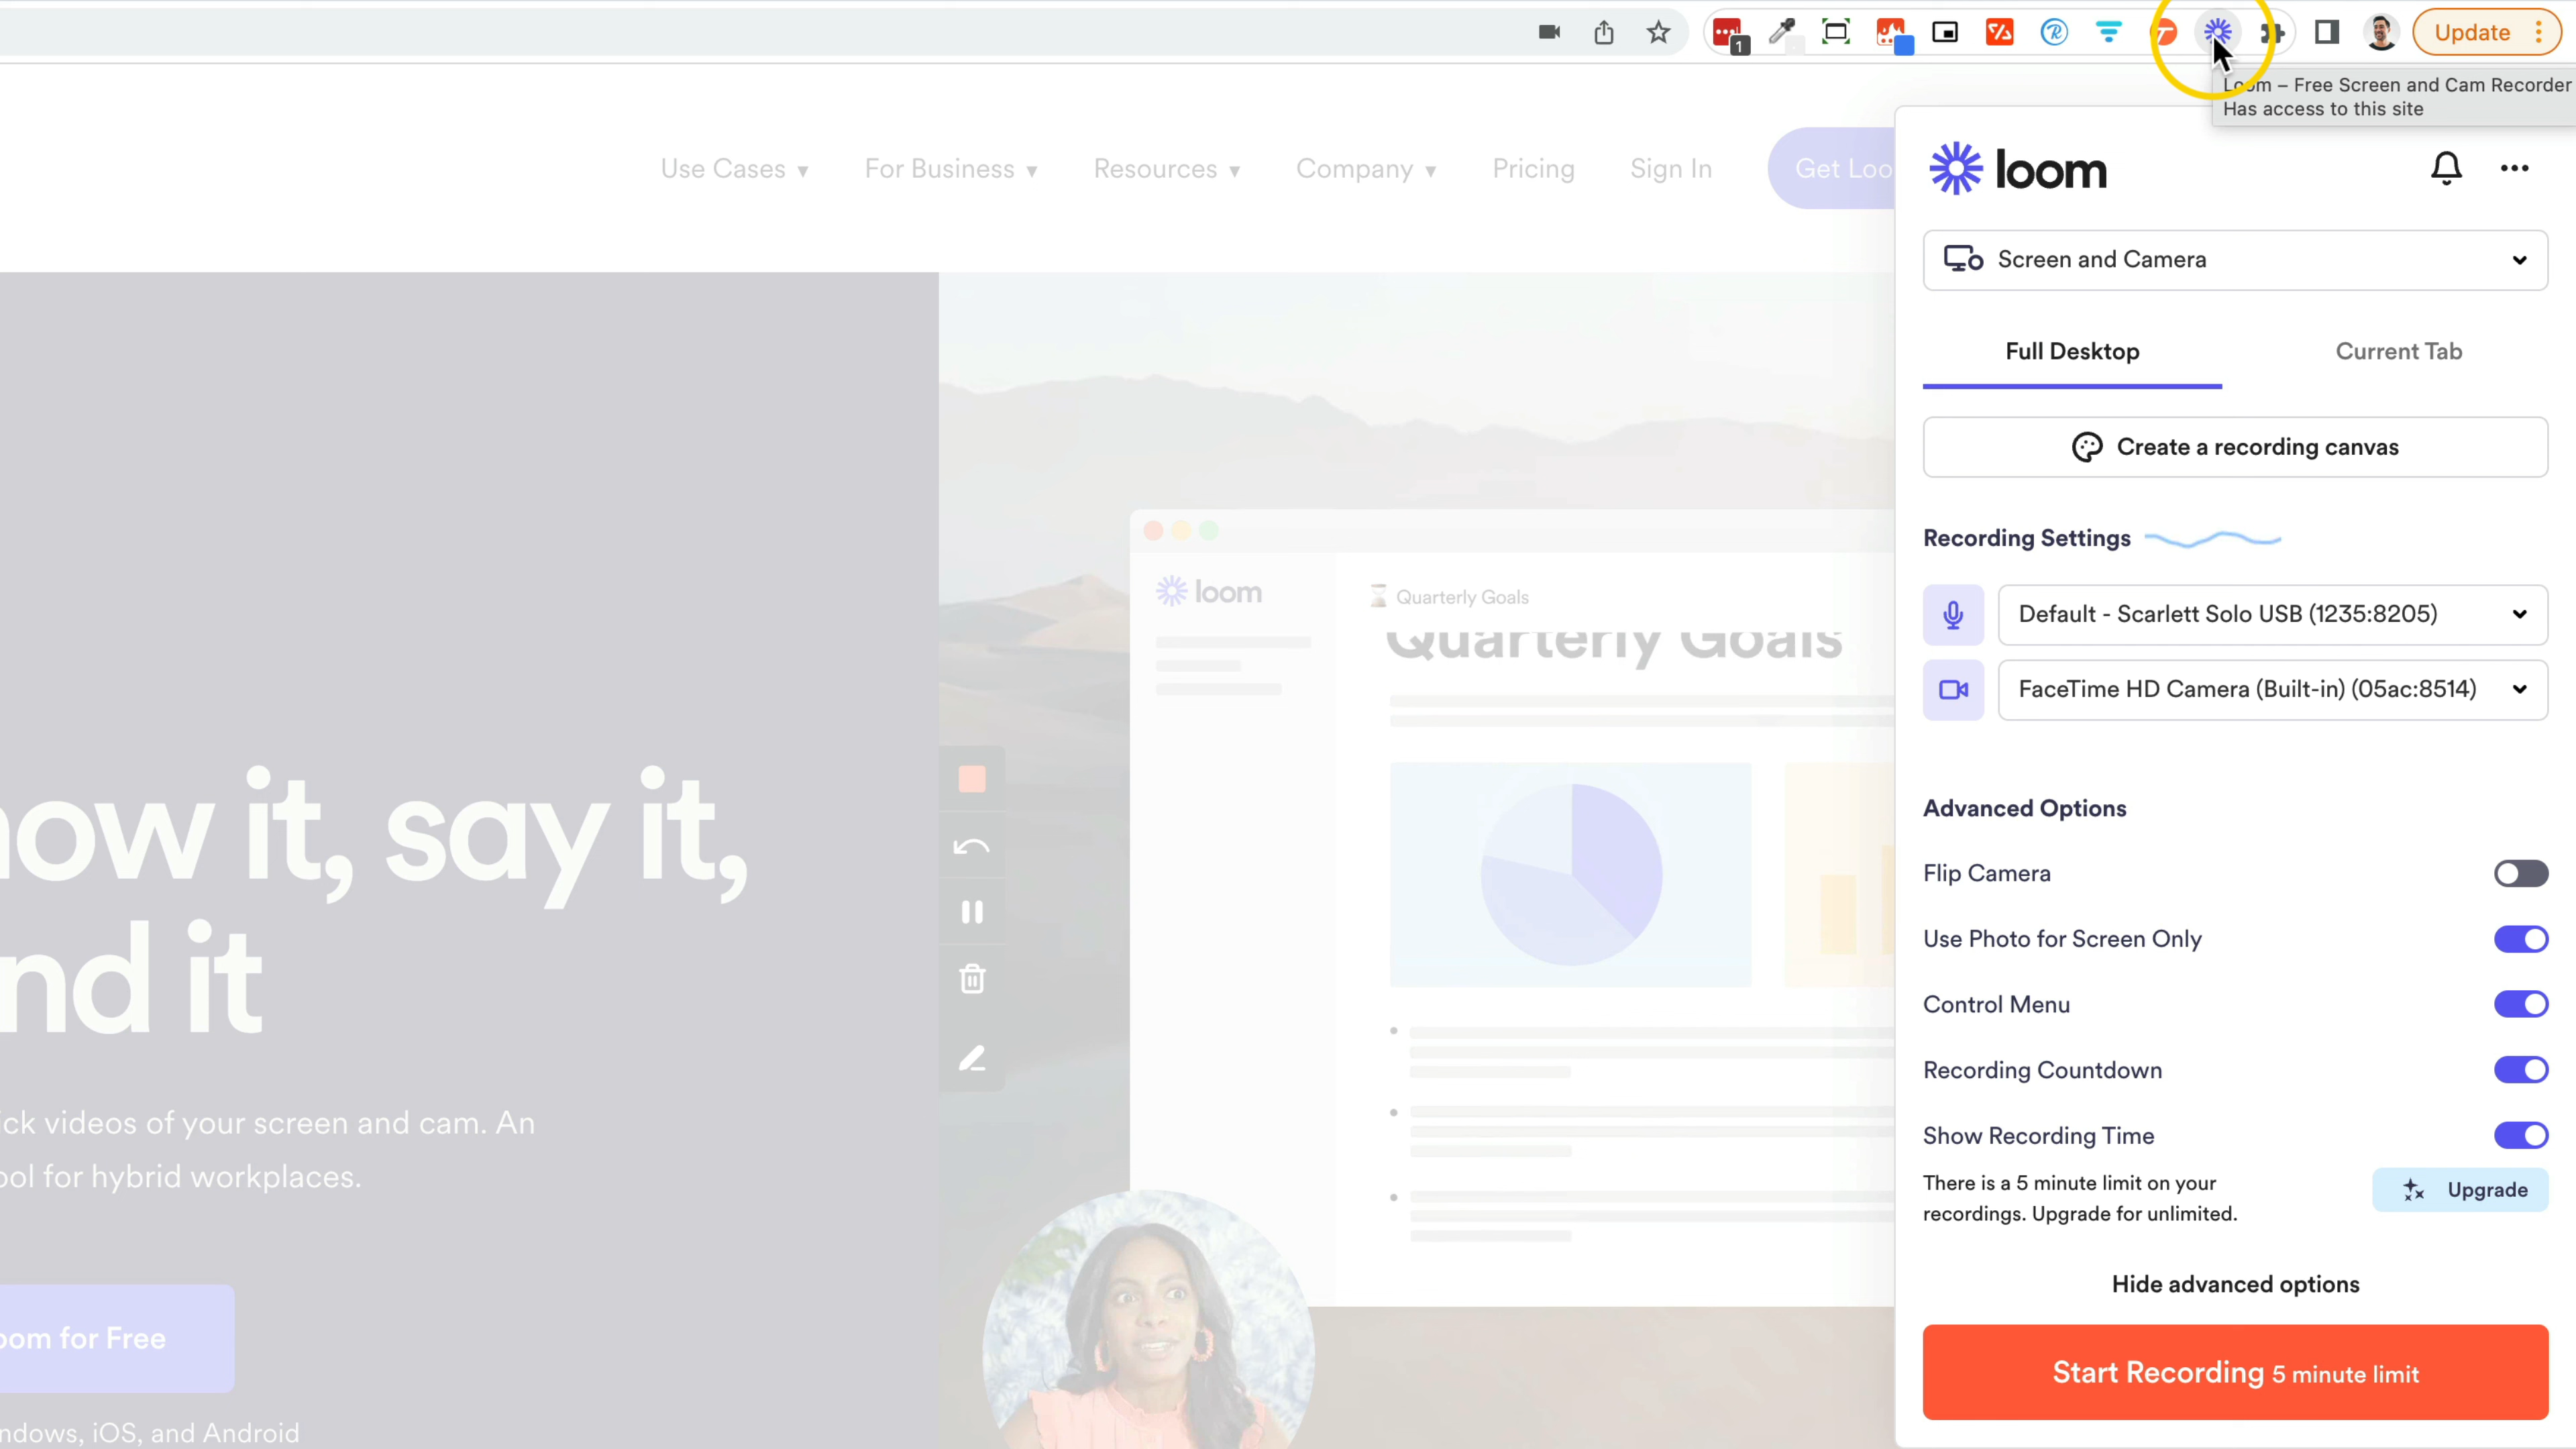 1
Update
Loom – Free Screen and Cam Recorder
Has access to this site
Use Cases
For Business
Resources
Company
Pricing
Sign In
Get Loo
loom
Screen and Camera
Full Desktop
Current Tab
Create a recording canvas
Recording Settings
Default - Scarlett Solo USB (1235:8205)
FaceTime HD Camera (Built-in) (05ac:8514)
Advanced Options
Flip Camera
Use Photo for Screen Only
Control Menu
Recording Countdown
Show Recording Time
There is a 5 minute limit on your
recordings. Upgrade for unlimited.
Upgrade
Hide advanced options
Start Recording 5 minute limit
loom
Quarterly Goals
Quarterly Goals
now it, say it,
nd it
ick videos of your screen and cam. An
ool for hybrid workplaces.
oom for Free
ndows, iOS, and Android